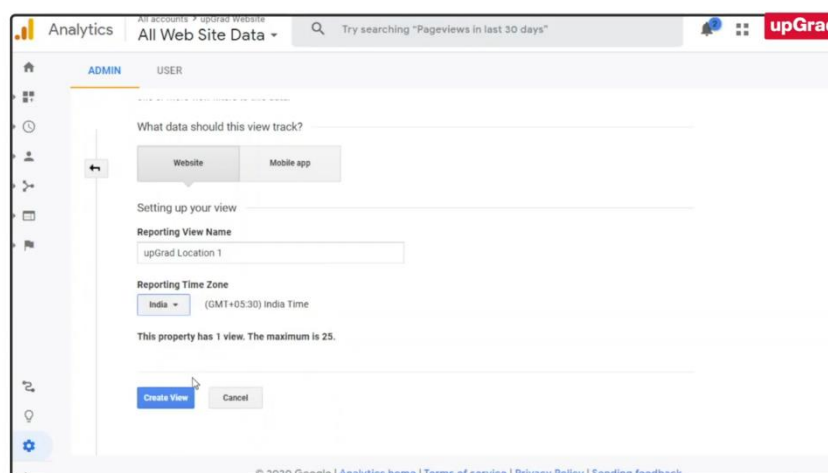 Analytics
All accounts > upGrad Website
All Web Site Data
Try searching "Pageviews in last 30 days"
2
upGrad
ADMIN
USER
What data should this view track?
Website
Mobile app
Setting up your view
Reporting View Name
upGrad Location 1
Reporting Time Zone
India
(GMT+05:30) India Time
This property has 1 view. The maximum is 25.
Create View
Cancel
© 2020 Google | Analytics home | Terms of service | Privacy Policy | Sending feedback